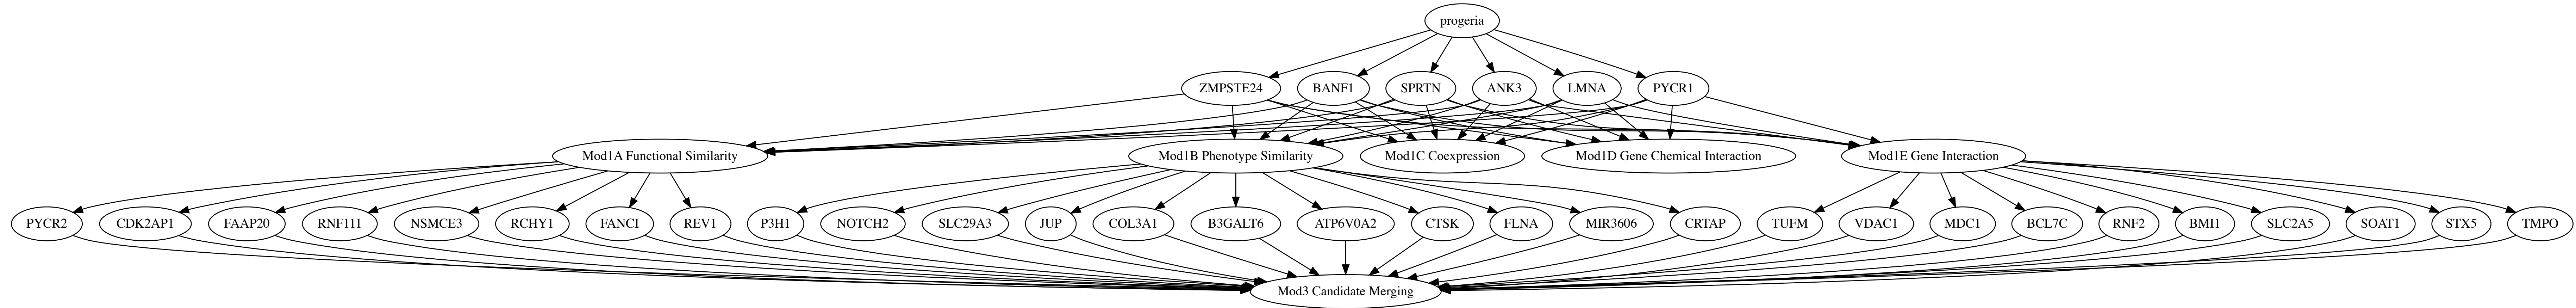 progeria
ZMPSTE24 BANF1 SPRTN ANK3 LMNA PYCR1
Mod1A Functional Similarity Mod1B Phenotype Similarity Mod1C Coexpression Mod1D Gene Chemical Interaction Mod1E Gene Interaction
PYCR2 CDK2AP1 FAAP20 RNF111 NSMCE3 RCHY1 FANCI REV1 P3H1 NOTCH2 SLC29A3 JUP COL3A1 B3GALT6 ATP6V0A2 CTSK FLNA MIR3606 CRTAP TUFM VDAC1 MDC1 BCL7C RNF2 BMI1 SLC2A5 SOAT1 STX5 TMPO
Mod3 Candidate Merging